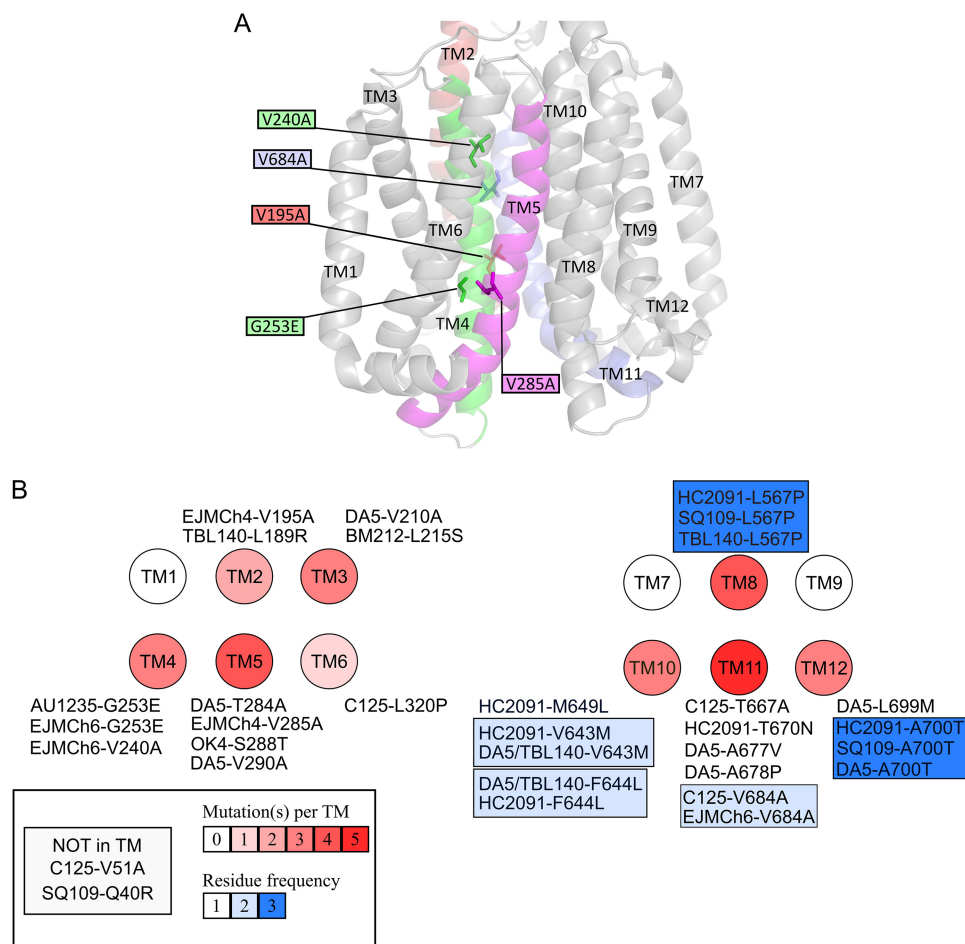 A
TM2
TM3
TM10
V240A
V684A
TM7
TM5
V195A
TM6
TM9
TM1
TM8
TM12
G253E
TM4
TM11
V285A
B
EJMCh4-V195A
TBL140-L189R
DA5-V210A
BM212-L215S
HC2091-L567P
SQ109-L567P
TBL140-L567P
TM1
TM2
TM3
TM7
TM8
TM9
TM4
TM5
TM6
TM10
TM11
TM12
AU1235-G253E
EJMCh6-G253E
EJMCh6-V240A
DA5-T284A
EJMCh4-V285A
OK4-S288T
DA5-V290A
C125-L320P
HC2091-M649L
HC2091-V643M
DA5/TBL140-V643M
DA5/TBL140-F644L
HC2091-F644L
C125-T667A
HC2091-T670N
DA5-A677V
DA5-A678P
C125-V684A
EJMCh6-V684A
DA5-L699M
HC2091-A700T
SQ109-A700T
DA5-A700T
NOT in TM
C125-V51A
SQ109-Q40R
Mutation(s) per TM
0 1 2 3 4 5
Residue frequency
1 2 3